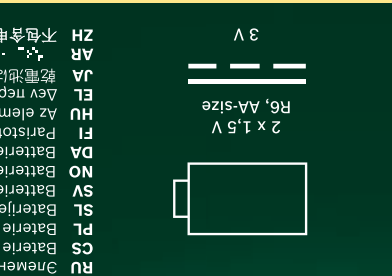 2 x 1,5 V
R6, AA-size
3 V
RU Элемен
CS Baterie
PL Baterie
SL Baterije
SV Batterie
NO Batterie
DA Batterie
FI Paristot
HU Az elem
EL Δεν περ
JA 乾電池は
AR
ZH 不包含电